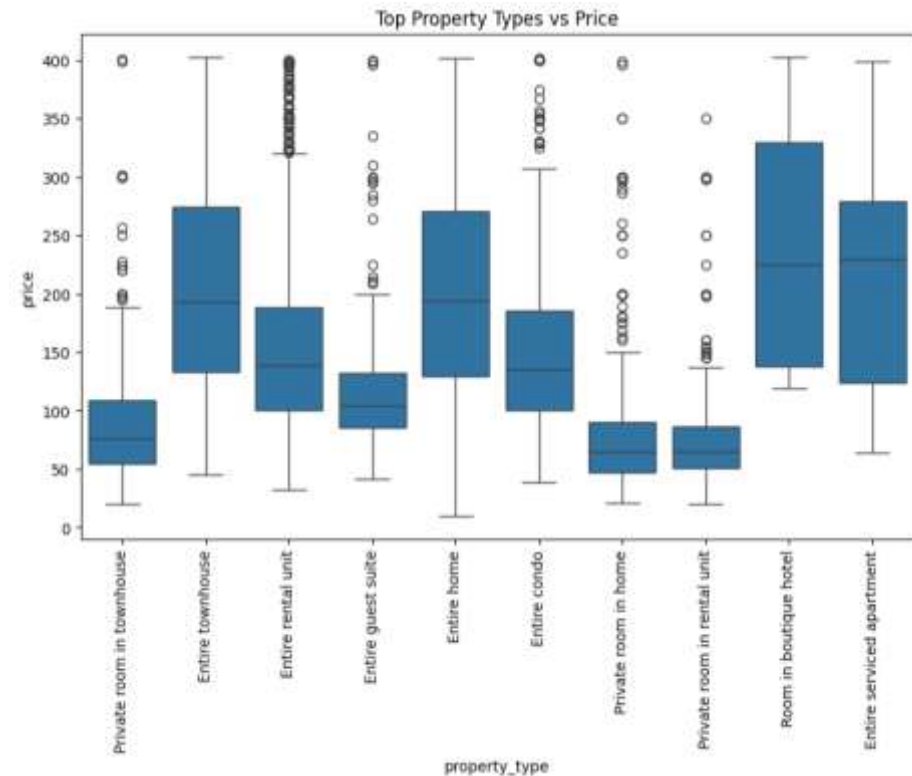 Top Property Types vs Price
price
400
350
300
250
200
150
100
50
0
Private room in townhouse
Entire townhouse
Entire rental unit
Entire guest suite
Entire home
Entire condo
Private room in home
Private room in rental unit
Room in boutique hotel
Entire serviced apartment
property_type